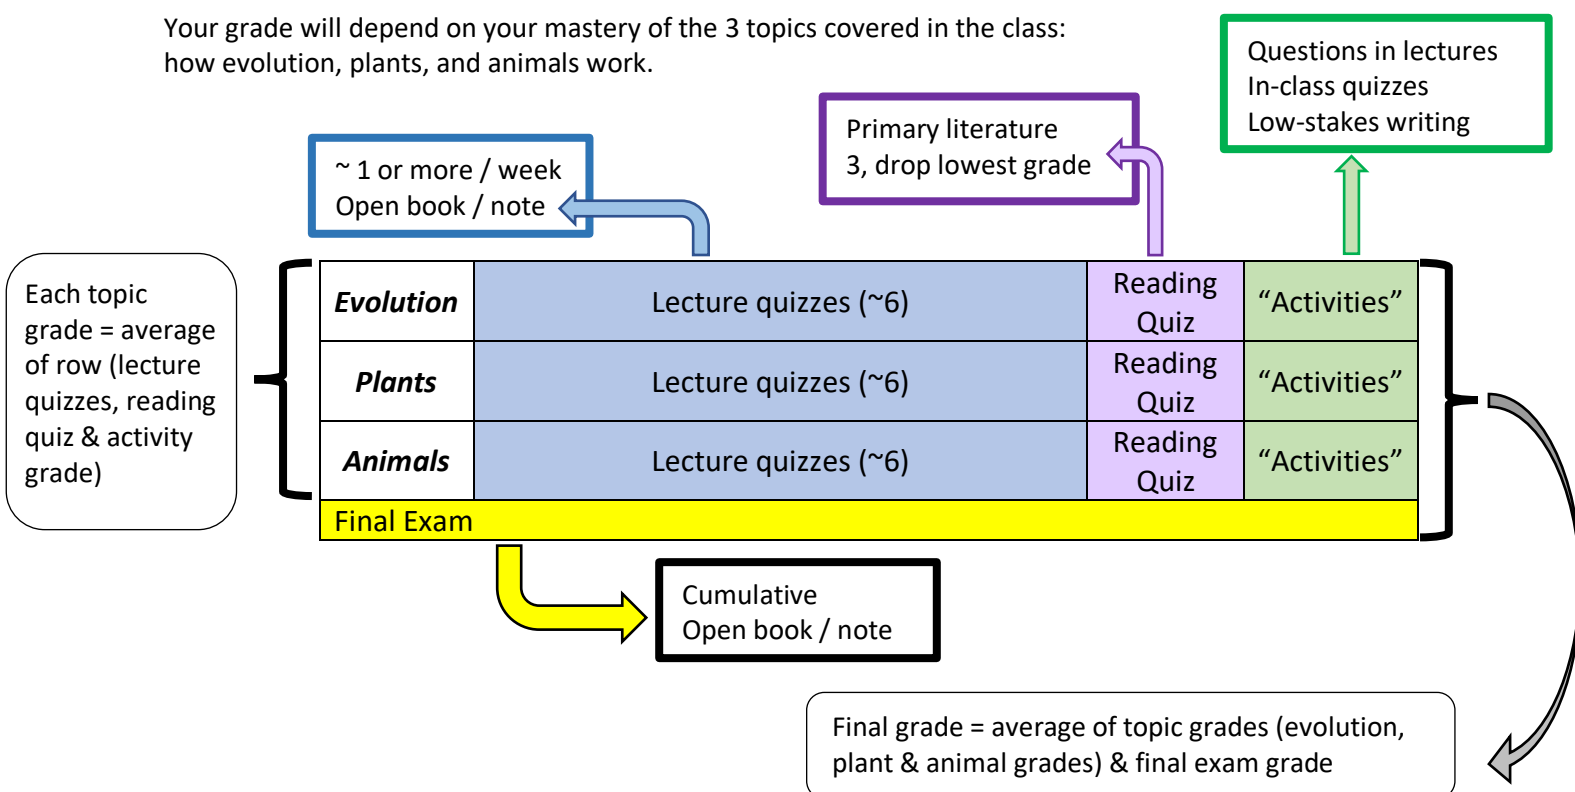 Your grade will depend on your mastery of the 3 topics covered in the class:
how evolution, plants, and animals work.
Questions in lectures
In-class quizzes
Low-stakes writing
Primary literature
3, drop lowest grade
~ 1 or more / week
Open book / note
Each topic
grade = average
of row (lecture
quizzes, reading
quiz & activity
grade)
Evolution
Lecture quizzes (~6)
Reading
Quiz
“Activities”
Plants
Lecture quizzes (~6)
Reading
Quiz
“Activities”
Animals
Lecture quizzes (~6)
Reading
Quiz
“Activities”
Final Exam
Cumulative
Open book / note
Final grade = average of topic grades (evolution,
plant & animal grades) & final exam grade